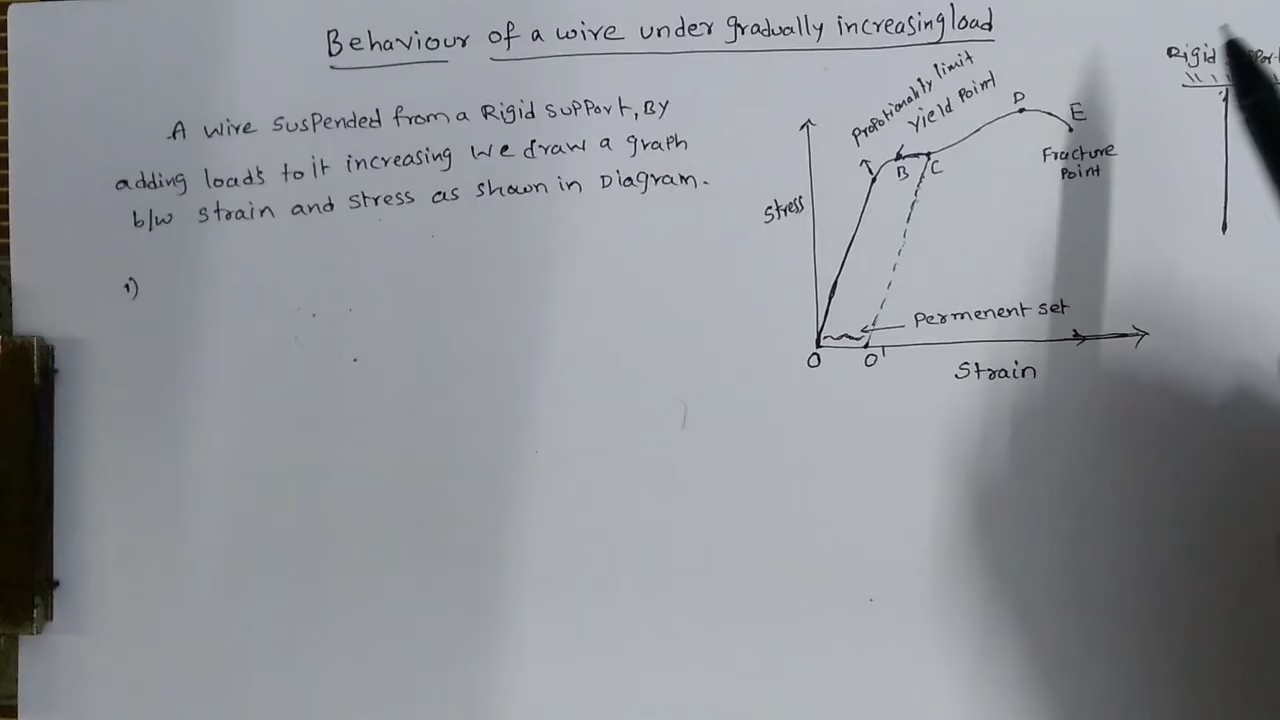 Behaviour of a wire under gradually increasing load
A wire suspended from a Rigid support, By
adding loads to it increasing we draw a graph
b/w strain and stress as shown in Diagram.
1)
Propotionably limit
Yield Point
D
E
Fracture
Point
B
C
Stress
Permenent set
O
O'
Strain
Rigid